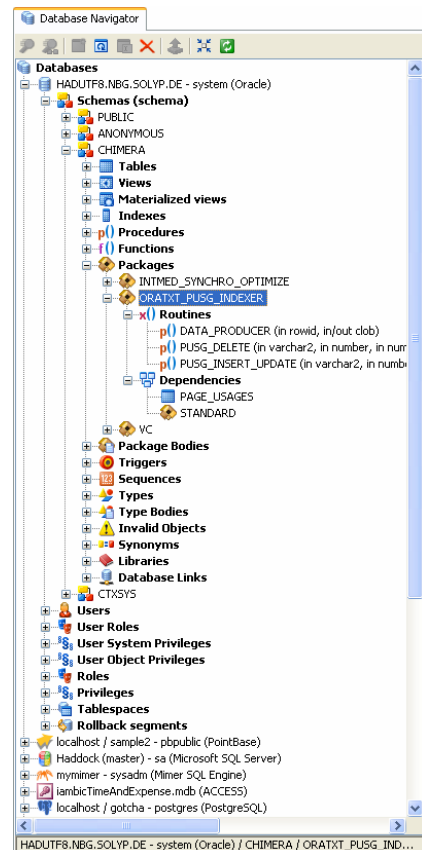 Database Navigator
Databases
HADUTF8.NBG.SOLYP.DE - system (Oracle)
Schemas (schema)
PUBLIC
ANONYMOUS
CHIMERA
Tables
Views
Materialized views
Indexes
p() Procedures
f() Functions
Packages
INTMED_SYNCHRO_OPTIMIZE
ORATXT_PUSG_INDEXER
x() Routines
p() DATA_PRODUCER (in rowid, in/out clob)
p() PUSG_DELETE (in varchar2, in number, in num
p() PUSG_INSERT_UPDATE (in varchar2, in numb
Dependencies
PAGE_USAGES
STANDARD
VC
Package Bodies
Triggers
123 Sequences
Types
Type Bodies
Invalid Objects
Synonyms
Libraries
Database Links
CTXSYS
Users
User Roles
User System Privileges
User Object Privileges
Roles
Privileges
Tablespaces
Rollback segments
localhost / sample2 - pbpublic (PointBase)
Haddock (master) - sa (Microsoft SQL Server)
mymimer - sysadm (Mimer SQL Engine)
iambicTimeAndExpense.mdb (ACCESS)
localhost / gotcha - postgres (PostgreSQL)
HADUTF8.NBG.SOLYP.DE - system (Oracle) / CHIMERA / ORATXT_PUSG_IND...